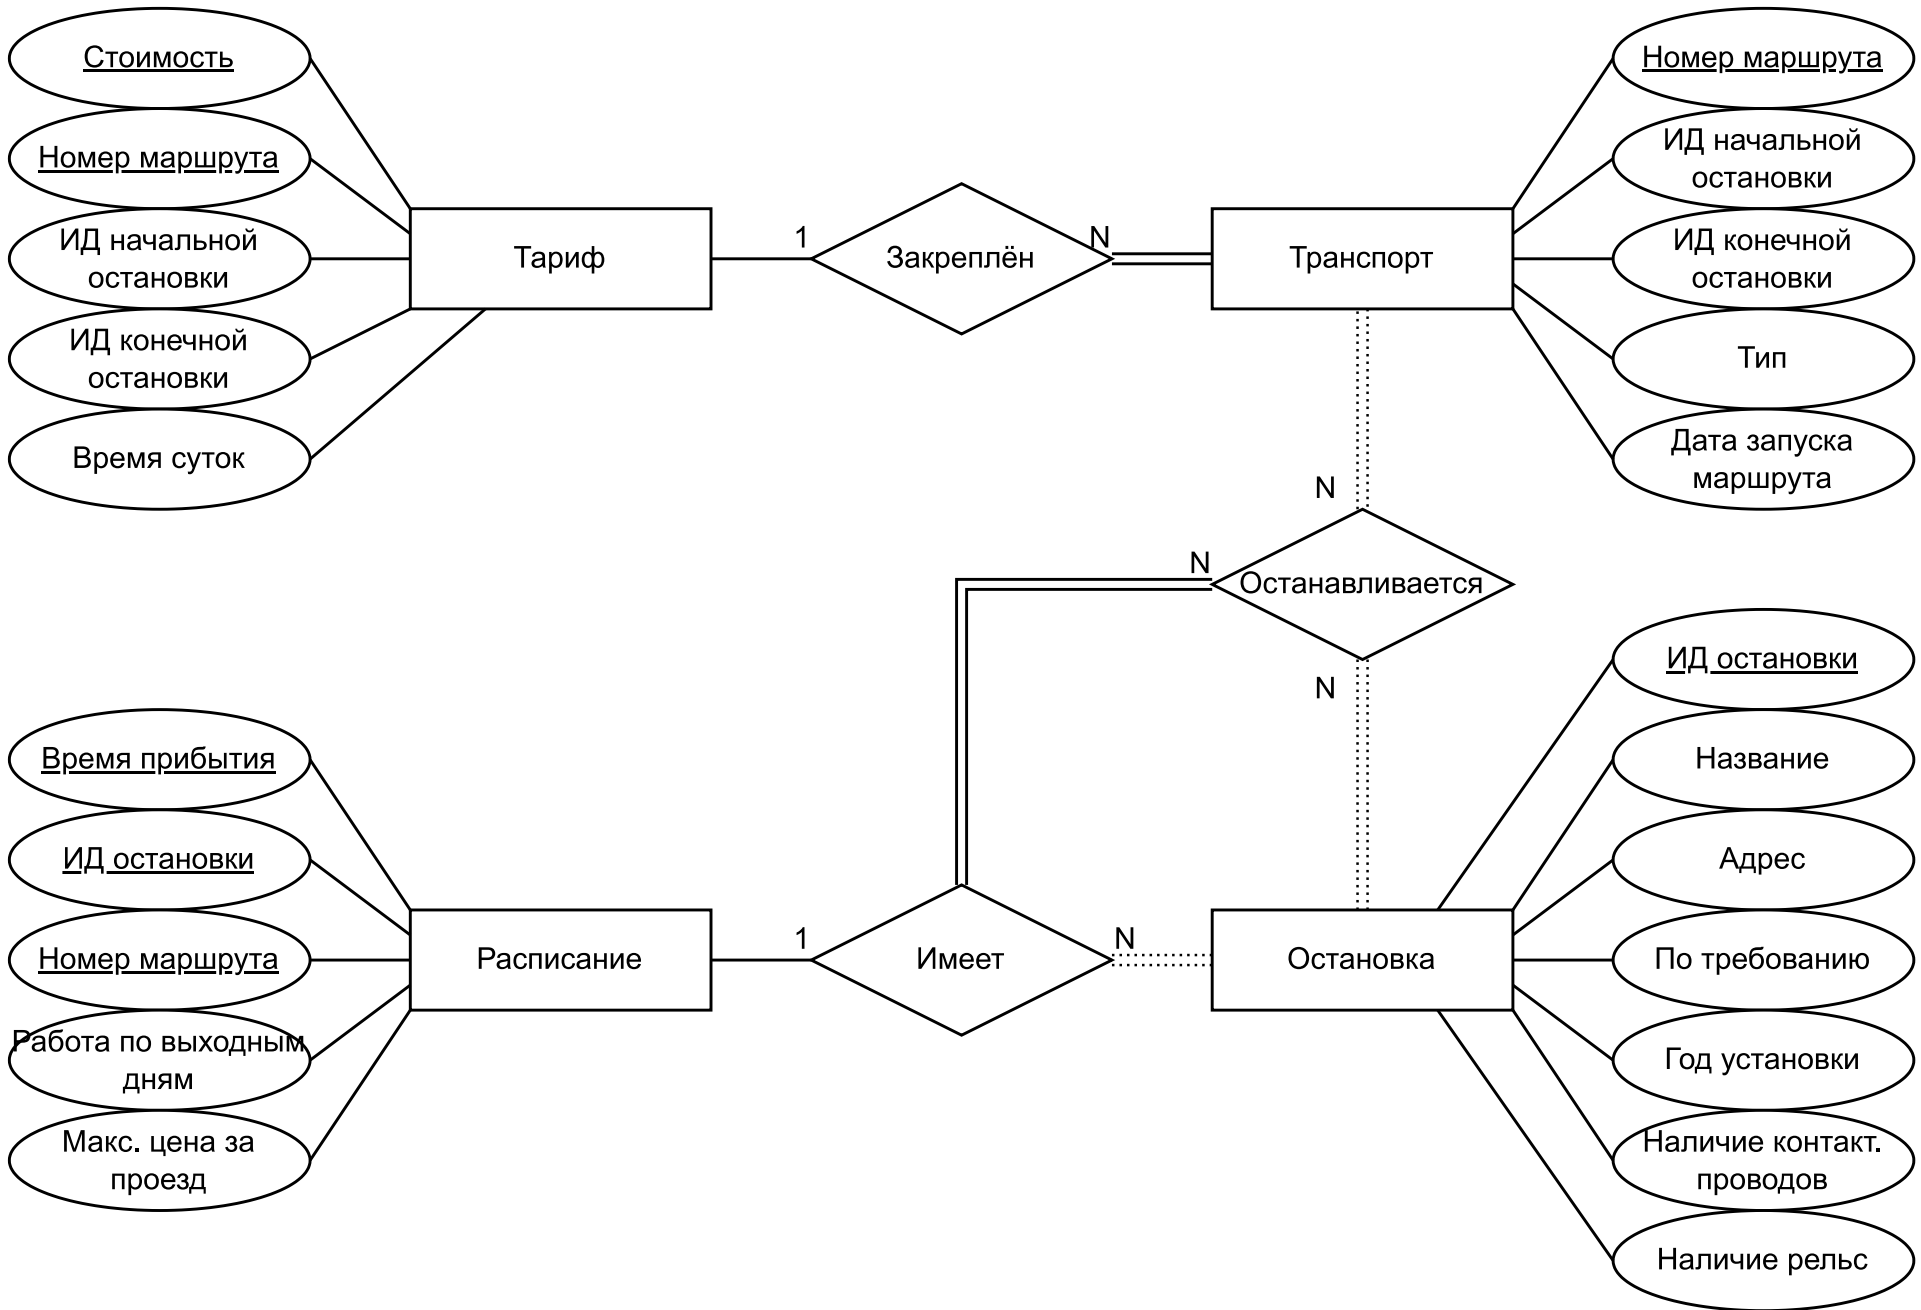 Стоимость
Номер маршрута
ИД начальной
остановки
ИД конечной
остановки
Время суток
Тариф
1
Закреплён
N
Транспорт
Номер маршрута
ИД начальной
остановки
ИД конечной
остановки
Тип
Дата запуска
маршрута
N
N
Останавливается
N
Время прибытия
ИД остановки
Номер маршрута
Работа по выходным
дням
Макс. цена за
проезд
Расписание
1
Имеет
N
Остановка
ИД остановки
Название
Адрес
По требованию
Год установки
Наличие контакт.
проводов
Наличие рельс